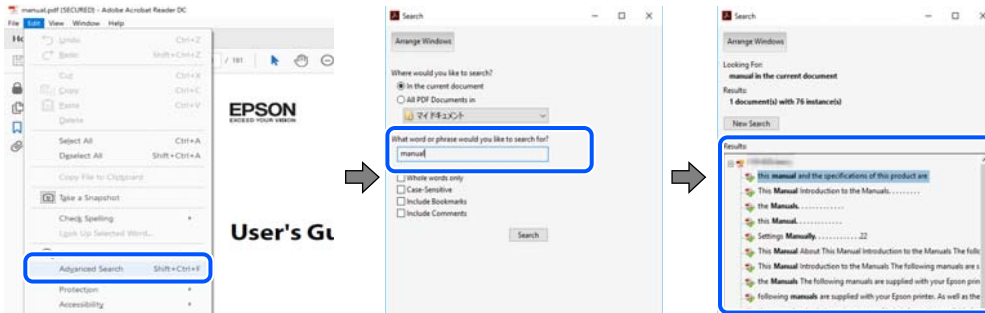 manual.pdf (SECURED) - Adobe Acrobat Reader DC
File Edit View Window Help
Undo Ctrl+Z
Redo Shift+Ctrl+Z
Cut Ctrl+X
Copy Ctrl+C
Paste Ctrl+V
Delete
Select All Ctrl+A
Deselect All Shift+Ctrl+A
Copy File to Clipboard
Take a Snapshot
Check Spelling
Look Up Selected Word...
Advanced Search Shift+Ctrl+F
Protection
Accessibility
/ 181
EPSON
EXCEED YOUR VISION
User's Gu
Search
Arrange Windows
Where would you like to search?
In the current document
All PDF Documents in
マイ ドキュメント
What word or phrase would you like to search for?
manual
Whole words only
Case-Sensitive
Include Bookmarks
Include Comments
Search
Search
Arrange Windows
Looking For:
manual in the current document
Results:
1 document(s) with 76 instance(s)
New Search
Results:
this manual and the specifications of this product are
This Manual Introduction to the Manuals. . . . . . . . .
the Manuals. . . . . . . . . . . . .
this Manual. . . . . . . . . . . . .
Settings Manually. . . . . . . . . . . . .22
This Manual About This Manual Introduction to the Manuals The follo
This Manual Introduction to the Manuals The following manuals are s
the Manuals The following manuals are supplied with your Epson prin
following manuals are supplied with your Epson printer. As well as the